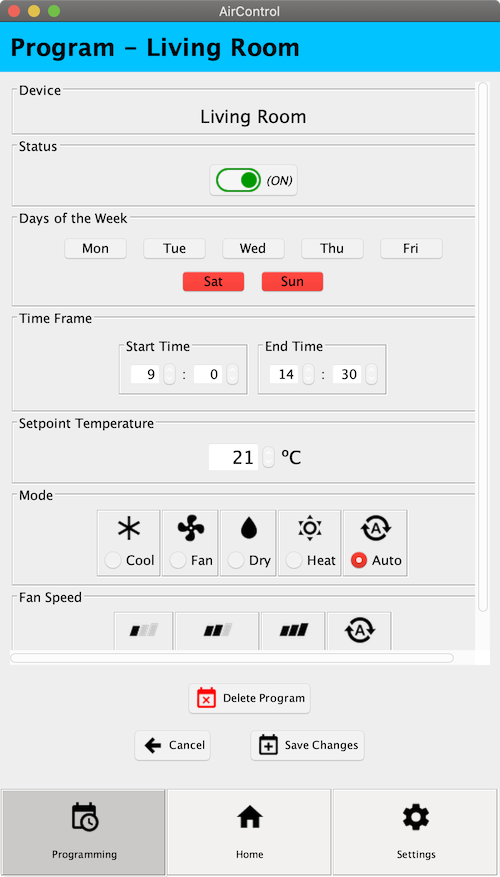 AirControl
Program – Living Room
Device
Living Room
Status
(ON)
Days of the Week
Mon Tue Wed Thu Fri
Sat Sun
Time Frame
Start Time End Time
9 : 0 14 : 30
Setpoint Temperature
21 ºC
Mode
A
Cool Fan Dry Heat Auto
Fan Speed
A
Delete Program
Cancel Save Changes
Programming Home Settings